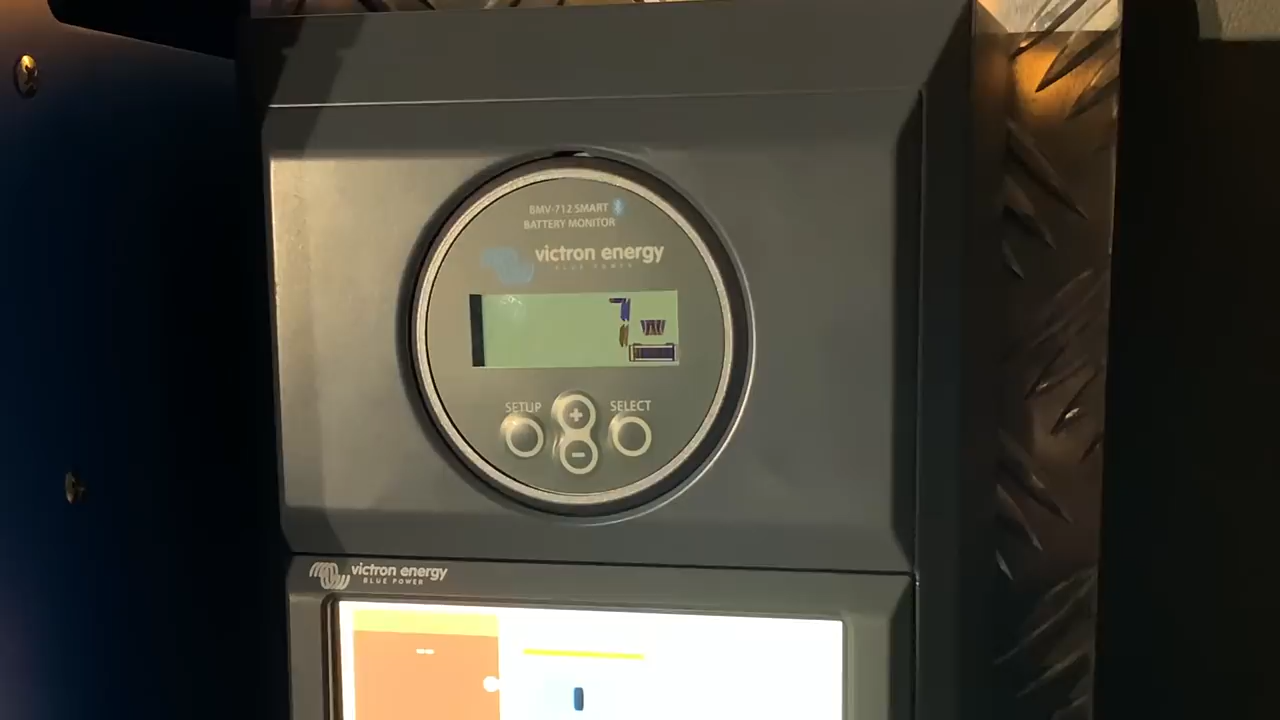 BMV-712 SMART
BATTERY MONITOR
victron energy
BLUE POWER
SETUP
+
SELECT
-
victron energy
BLUE POWER
--